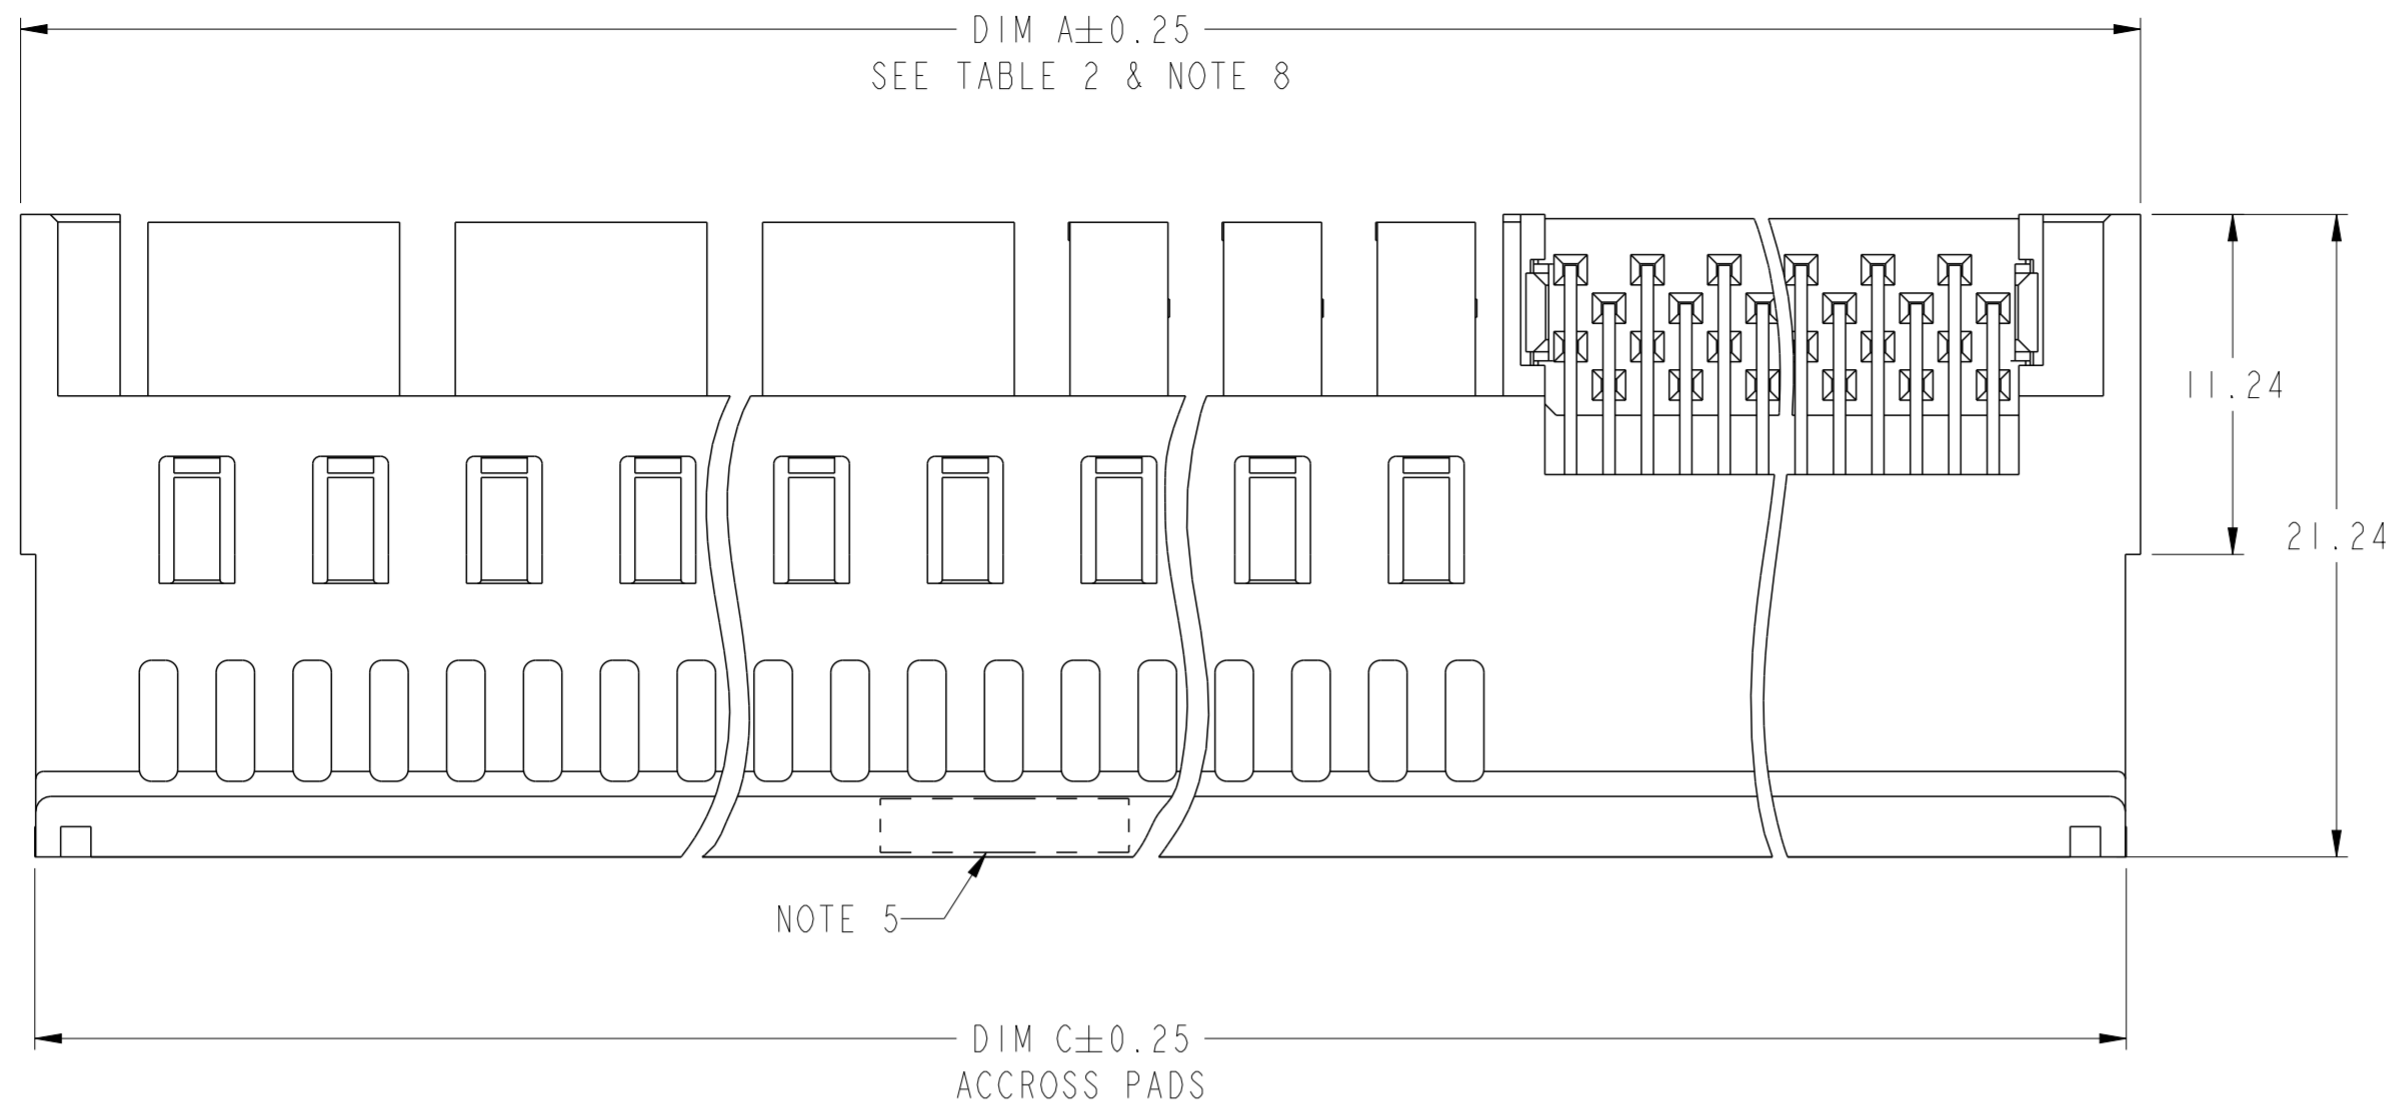 DIM A±0.25
SEE TABLE 2 & NOTE 8
11.24
21.24
NOTE 5
DIM C±0.25
ACCROSS PADS